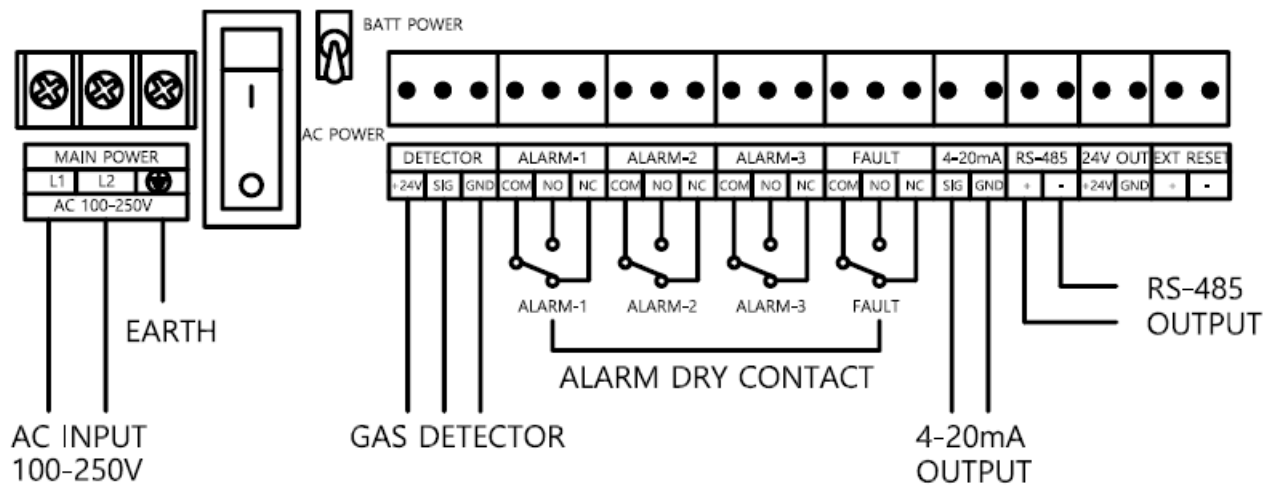 BATT POWER
AC POWER
MAIN POWER
L1 L2
AC 100-250V
DETECTOR ALARM-1 ALARM-2 ALARM-3 FAULT 4-20mA RS-485 24V OUT EXT RESET
+24V SIG GND COM NO NC COM NO NC COM NO NC COM NO NC SIG GND + - +24V GND + -
ALARM-1 ALARM-2 ALARM-3 FAULT
EARTH
RS-485
OUTPUT
ALARM DRY CONTACT
AC INPUT
100-250V
GAS DETECTOR
4-20mA
OUTPUT